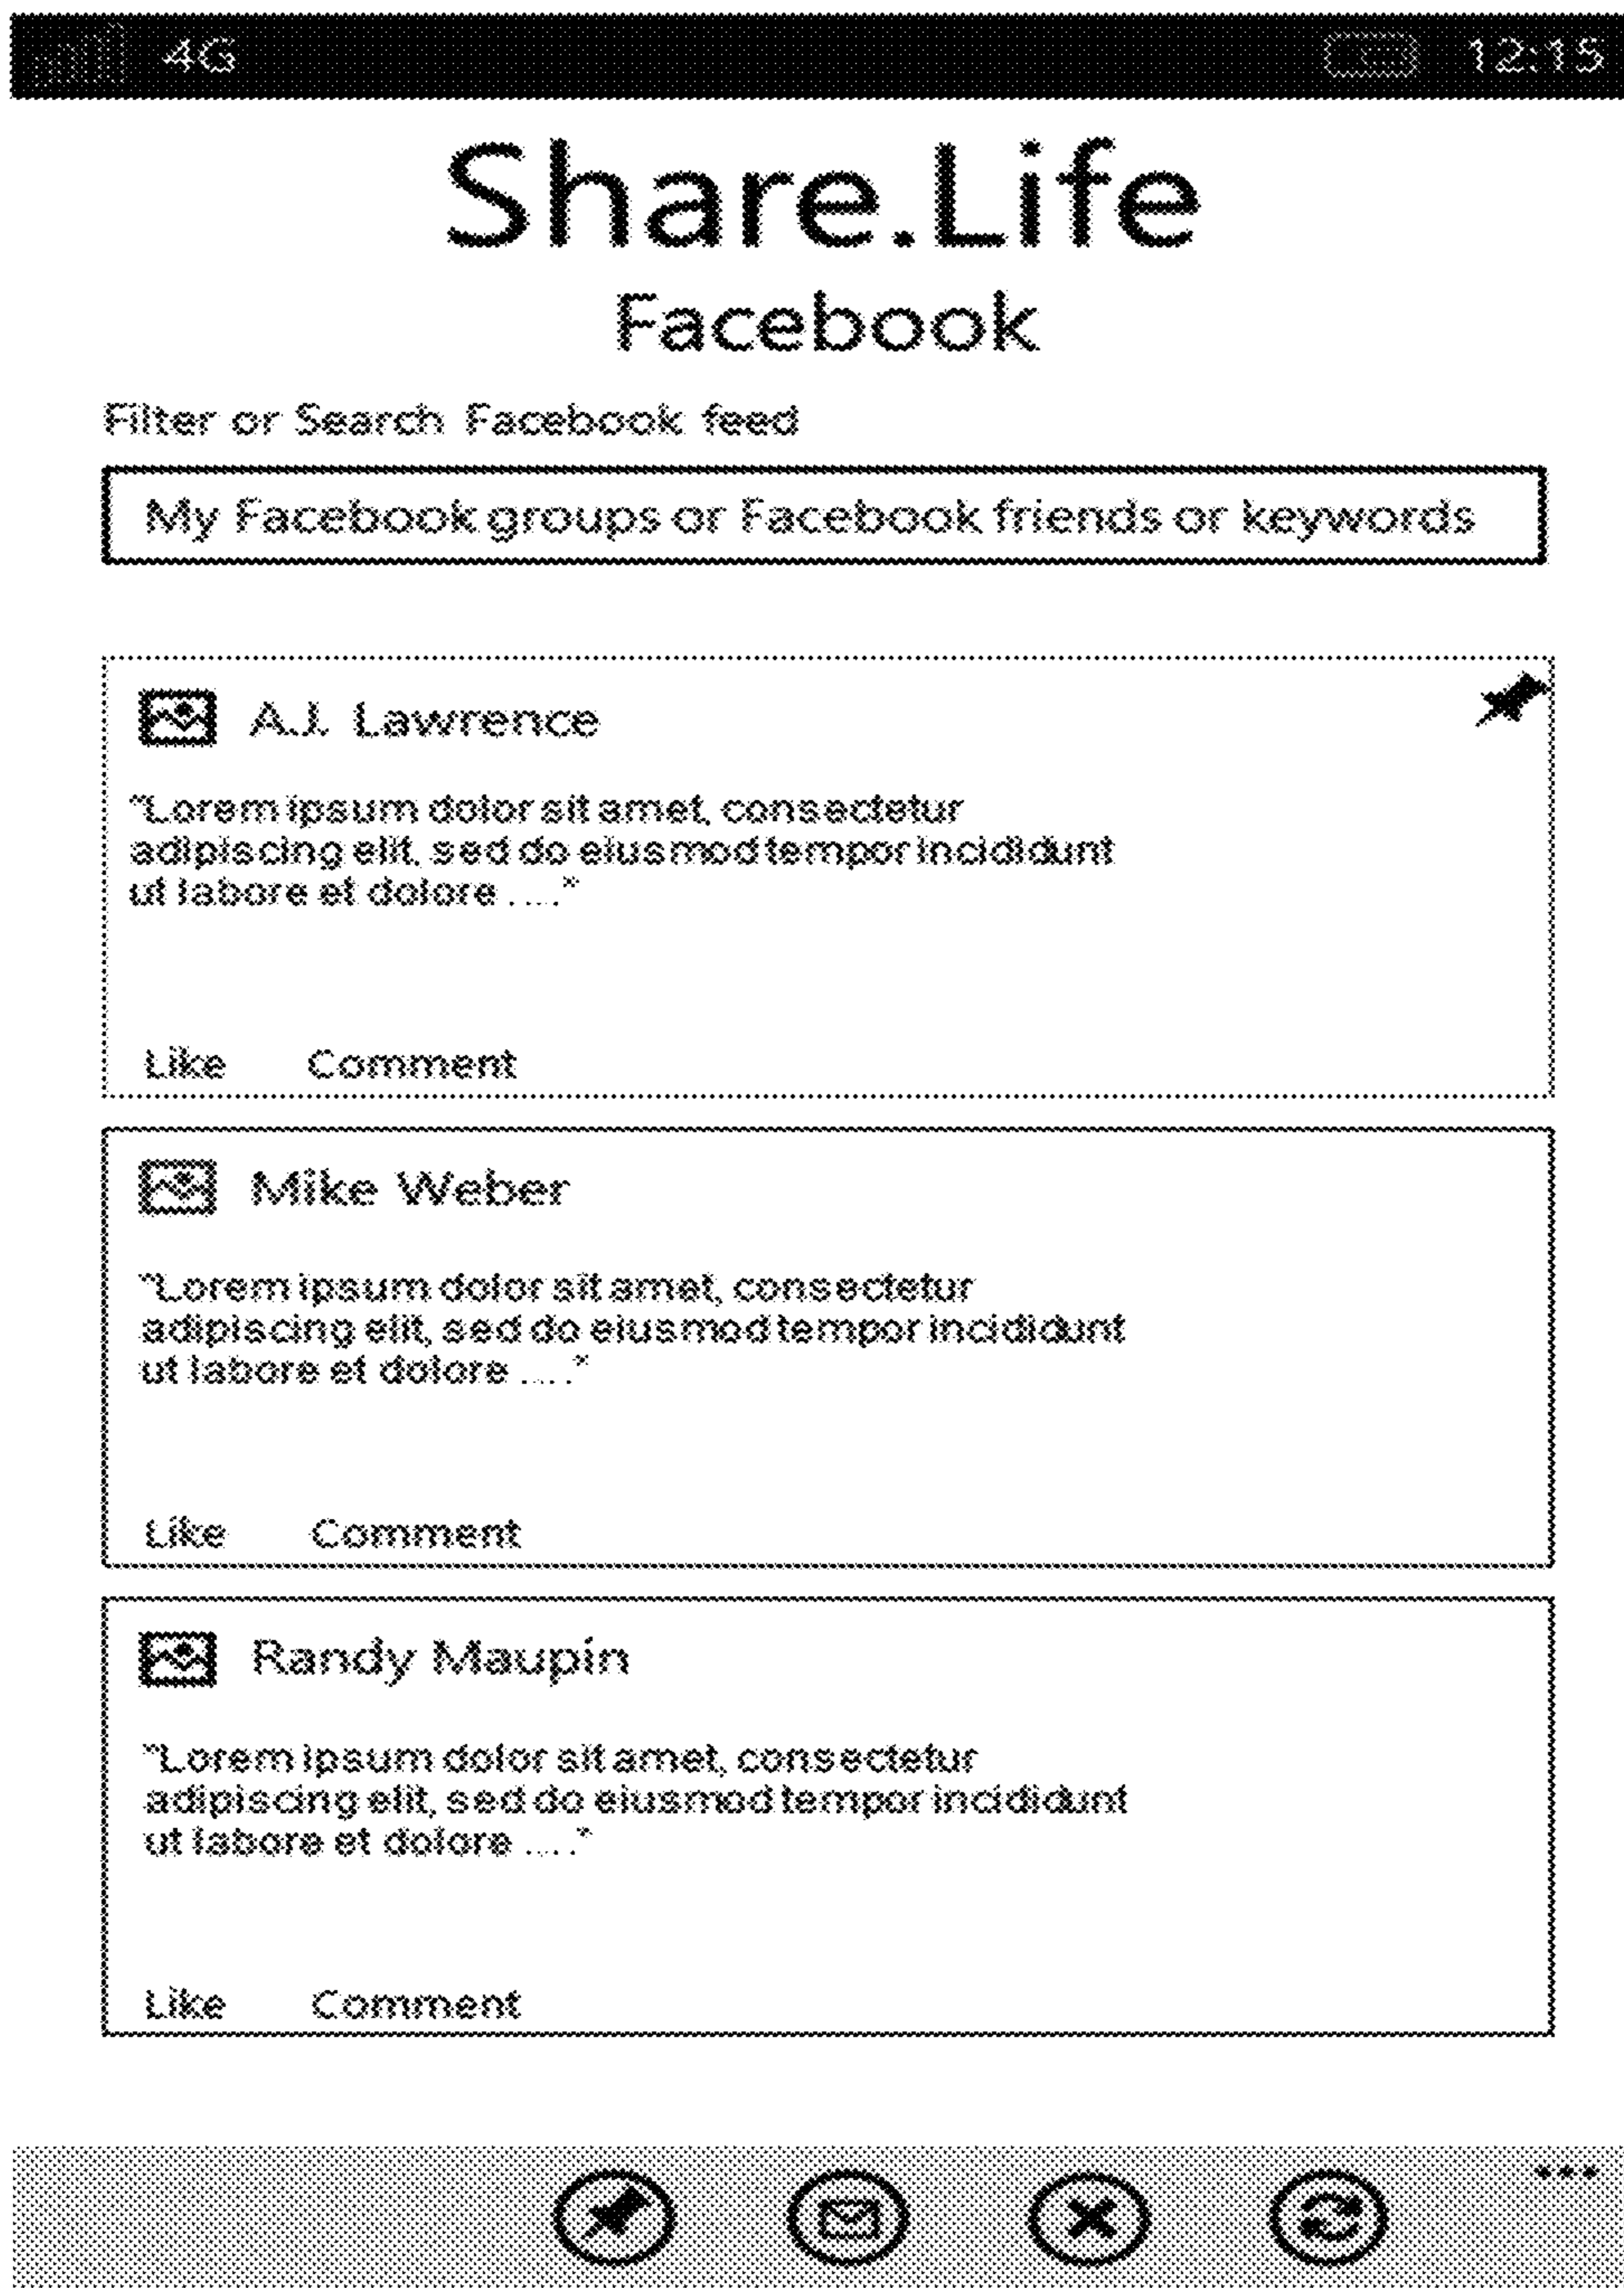 4G 12:15
Share.Life
Facebook
Filter or Search Facebook feed
My Facebook groups or Facebook friends or keywords
A.J. Lawrence
"Lorem ipsum dolor sit amet, consectetur
adipiscing elit, sed do eiusmod tempor incididunt
ut labore et dolore ...."
Like Comment
Mike Weber
"Lorem ipsum dolor sit amet, consectetur
adipiscing elit, sed do eiusmod tempor incididunt
ut labore et dolore ...."
Like Comment
Randy Maupin
"Lorem ipsum dolor sit amet, consectetur
adipiscing elit, sed do eiusmod tempor incididunt
ut labore et dolore ...."
Like Comment